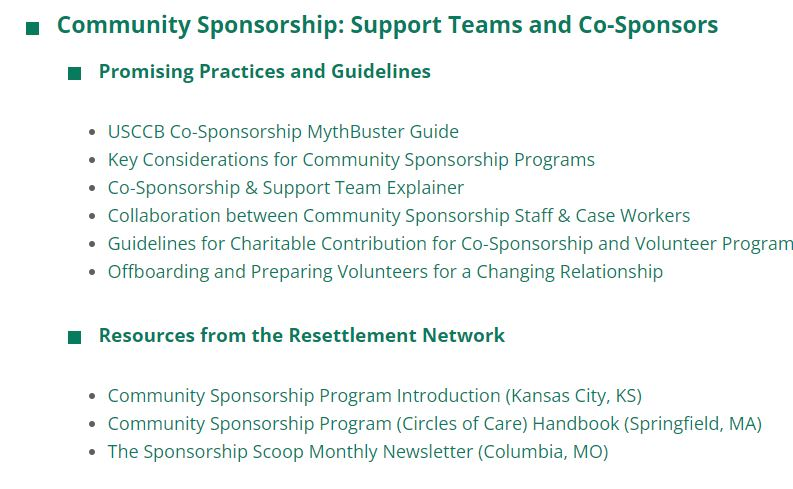 Community Sponsorship: Support Teams and Co-Sponsors
Promising Practices and Guidelines
USCCB Co-Sponsorship MythBuster Guide
Key Considerations for Community Sponsorship Programs
Co-Sponsorship & Support Team Explainer
Collaboration between Community Sponsorship Staff & Case Workers
Guidelines for Charitable Contribution for Co-Sponsorship and Volunteer Program
Offboarding and Preparing Volunteers for a Changing Relationship
Resources from the Resettlement Network
Community Sponsorship Program Introduction (Kansas City, KS)
Community Sponsorship Program (Circles of Care) Handbook (Springfield, MA)
The Sponsorship Scoop Monthly Newsletter (Columbia, MO)